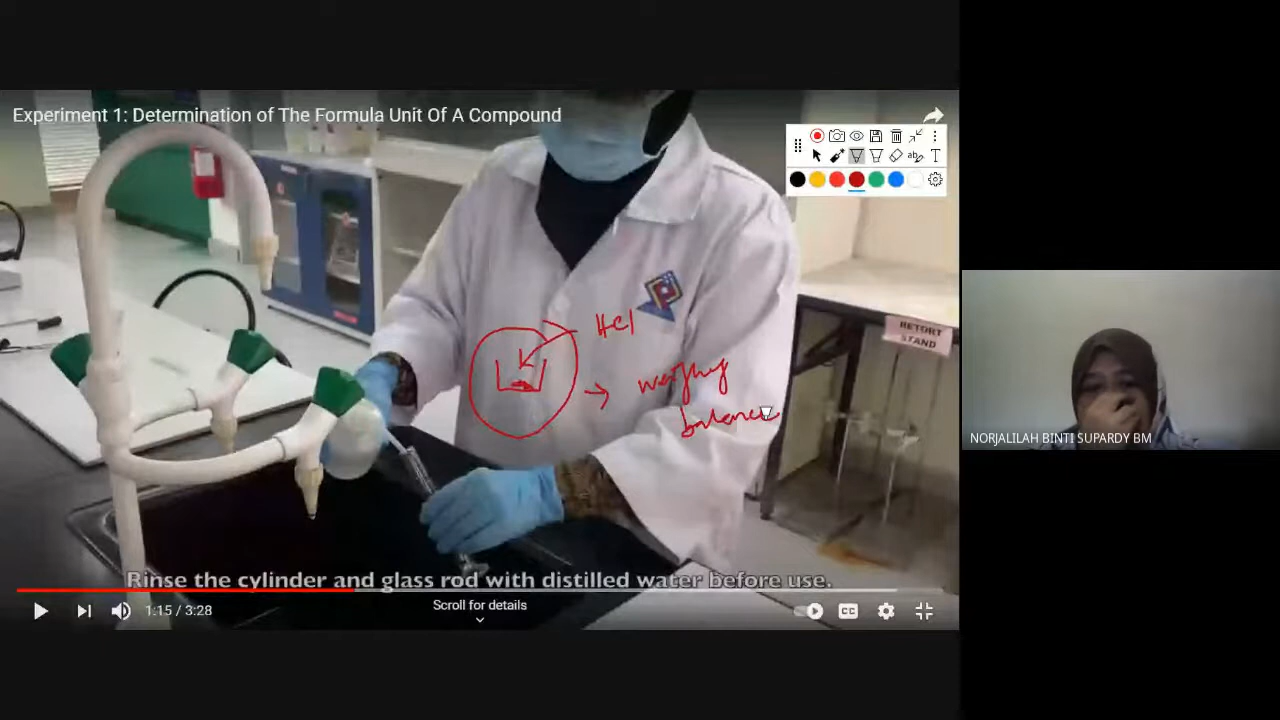 Experiment 1: Determination of The Formula Unit Of A Compound
T
RETORT
STAND
HCl
weighing
balance
NORJALILAH BINTI SUPARDY BM
Rinse the cylinder and glass rod with distilled water before use.
1:15 / 3:28
Scroll for details
CC